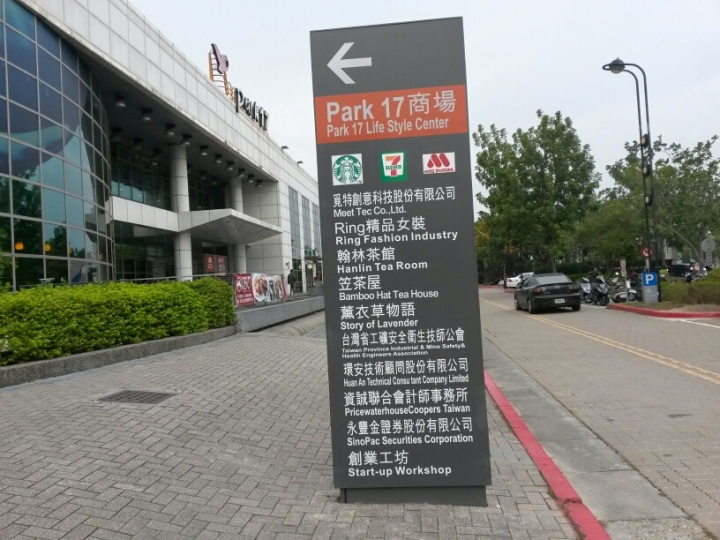 Park17
Park 17商場
Park 17 Life Style Center
7
ELEVEN
MOS BURGER
覓特創意科技股份有限公司
Meet Tec Co.,Ltd.
Ring精品女裝
Ring Fashion Industry
翰林茶館
Hanlin Tea Room
笠茶屋
Bamboo Hat Tea House
薰衣草物語
Story of Lavender
台灣省工礦安全衛生技師公會
Taiwan Province Industrial & Mine Safety&
Health Engineers Association
環安技術顧問股份有限公司
Huan An Technical Consu tant Company Limited
資誠聯合會計師事務所
PricewaterhouseCoopers Taiwan
永豐金證券股份有限公司
SinoPac Securities Corporation
創業工坊
Start-up Workshop
P